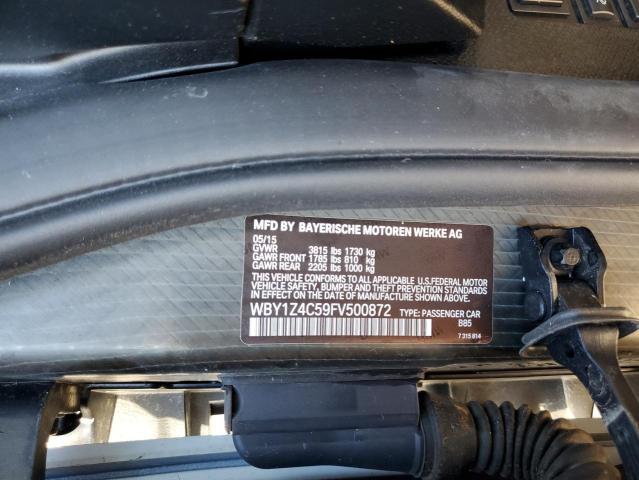 MFD BY BAYERISCHE MOTOREN WERKE AG
05/15
GVWR 3815 lbs 1730 kg
GAWR FRONT 1785 lbs 810 kg
GAWR REAR 2205 lbs 1000 kg
THIS VEHICLE CONFORMS TO ALL APPLICABLE U.S.FEDERAL MOTOR
VEHICLE SAFETY, BUMPER AND THEFT PREVENTION
STANDARDS IN EFFECT ON THE DATE OF MANUFACTURE
SHOWN ABOVE.
WBY1Z4C59FV500872 TYPE: PASSENGER CAR
B85
7 315 814